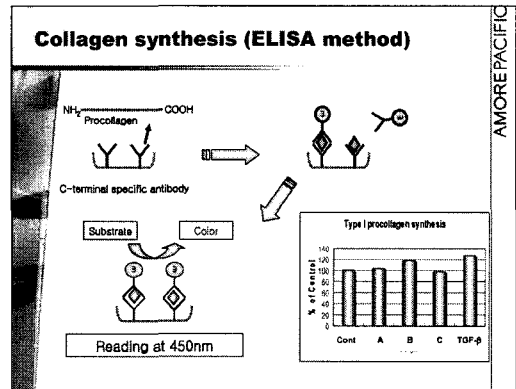 Collagen synthesis (ELISA method)
AMOREPACIFIC
NH₂ COOH
Procollagen
C-terminal specific antibody
Substrate
Color
Reading at 450nm
Type I procollagen synthesis
% of Control
140
120
100
80
60
40
20
0
Cont A B C TGF-β